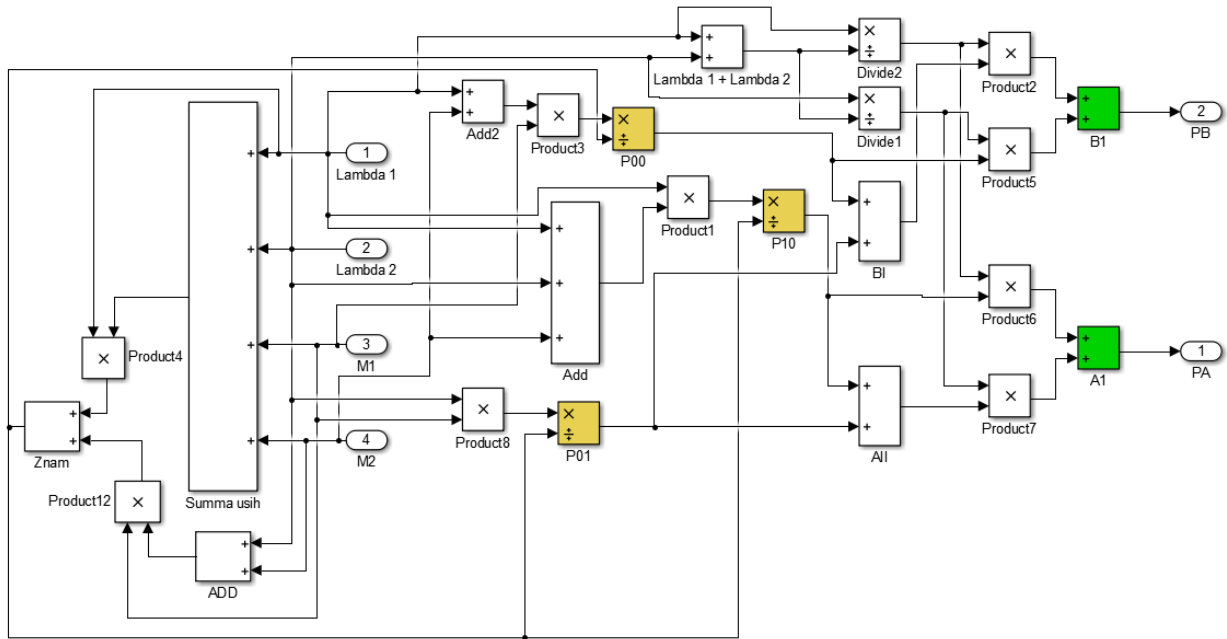 Lambda 1 + Lambda 2
Divide2
Product2
2
PB
B1
Add2
Product3
P00
Divide1
Product5
1
Lambda 1
Product1
P10
BI
2
Lambda 2
Product6
3
M1
Product4
Add
A1
1
PA
Product8
P01
AII
Product7
4
M2
Znam
Product12
Summa usih
ADD